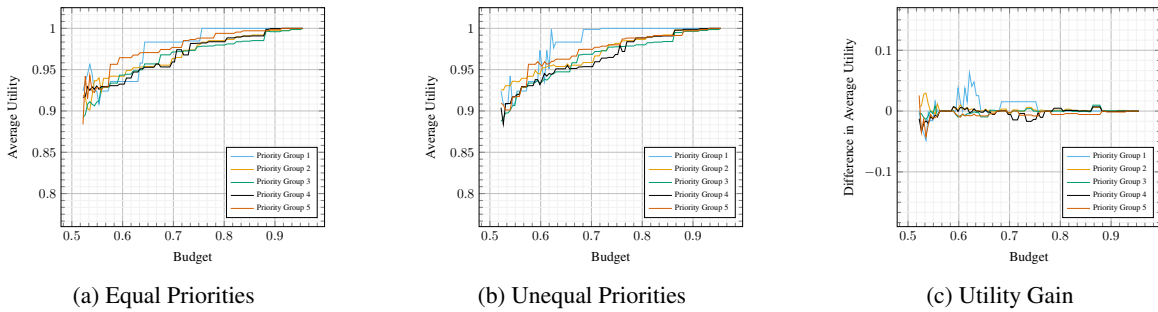 1
0.95
0.9
0.85
0.8
Average Utility
Priority Group 1
Priority Group 2
Priority Group 3
Priority Group 4
Priority Group 5
0.5 0.6 0.7 0.8 0.9
Budget
(a) Equal Priorities
1
0.95
0.9
0.85
0.8
Average Utility
Priority Group 1
Priority Group 2
Priority Group 3
Priority Group 4
Priority Group 5
0.5 0.6 0.7 0.8 0.9
Budget
(b) Unequal Priorities
0.1
0
−0.1
Difference in Average Utility
Priority Group 1
Priority Group 2
Priority Group 3
Priority Group 4
Priority Group 5
0.5 0.6 0.7 0.8 0.9
Budget
(c) Utility Gain